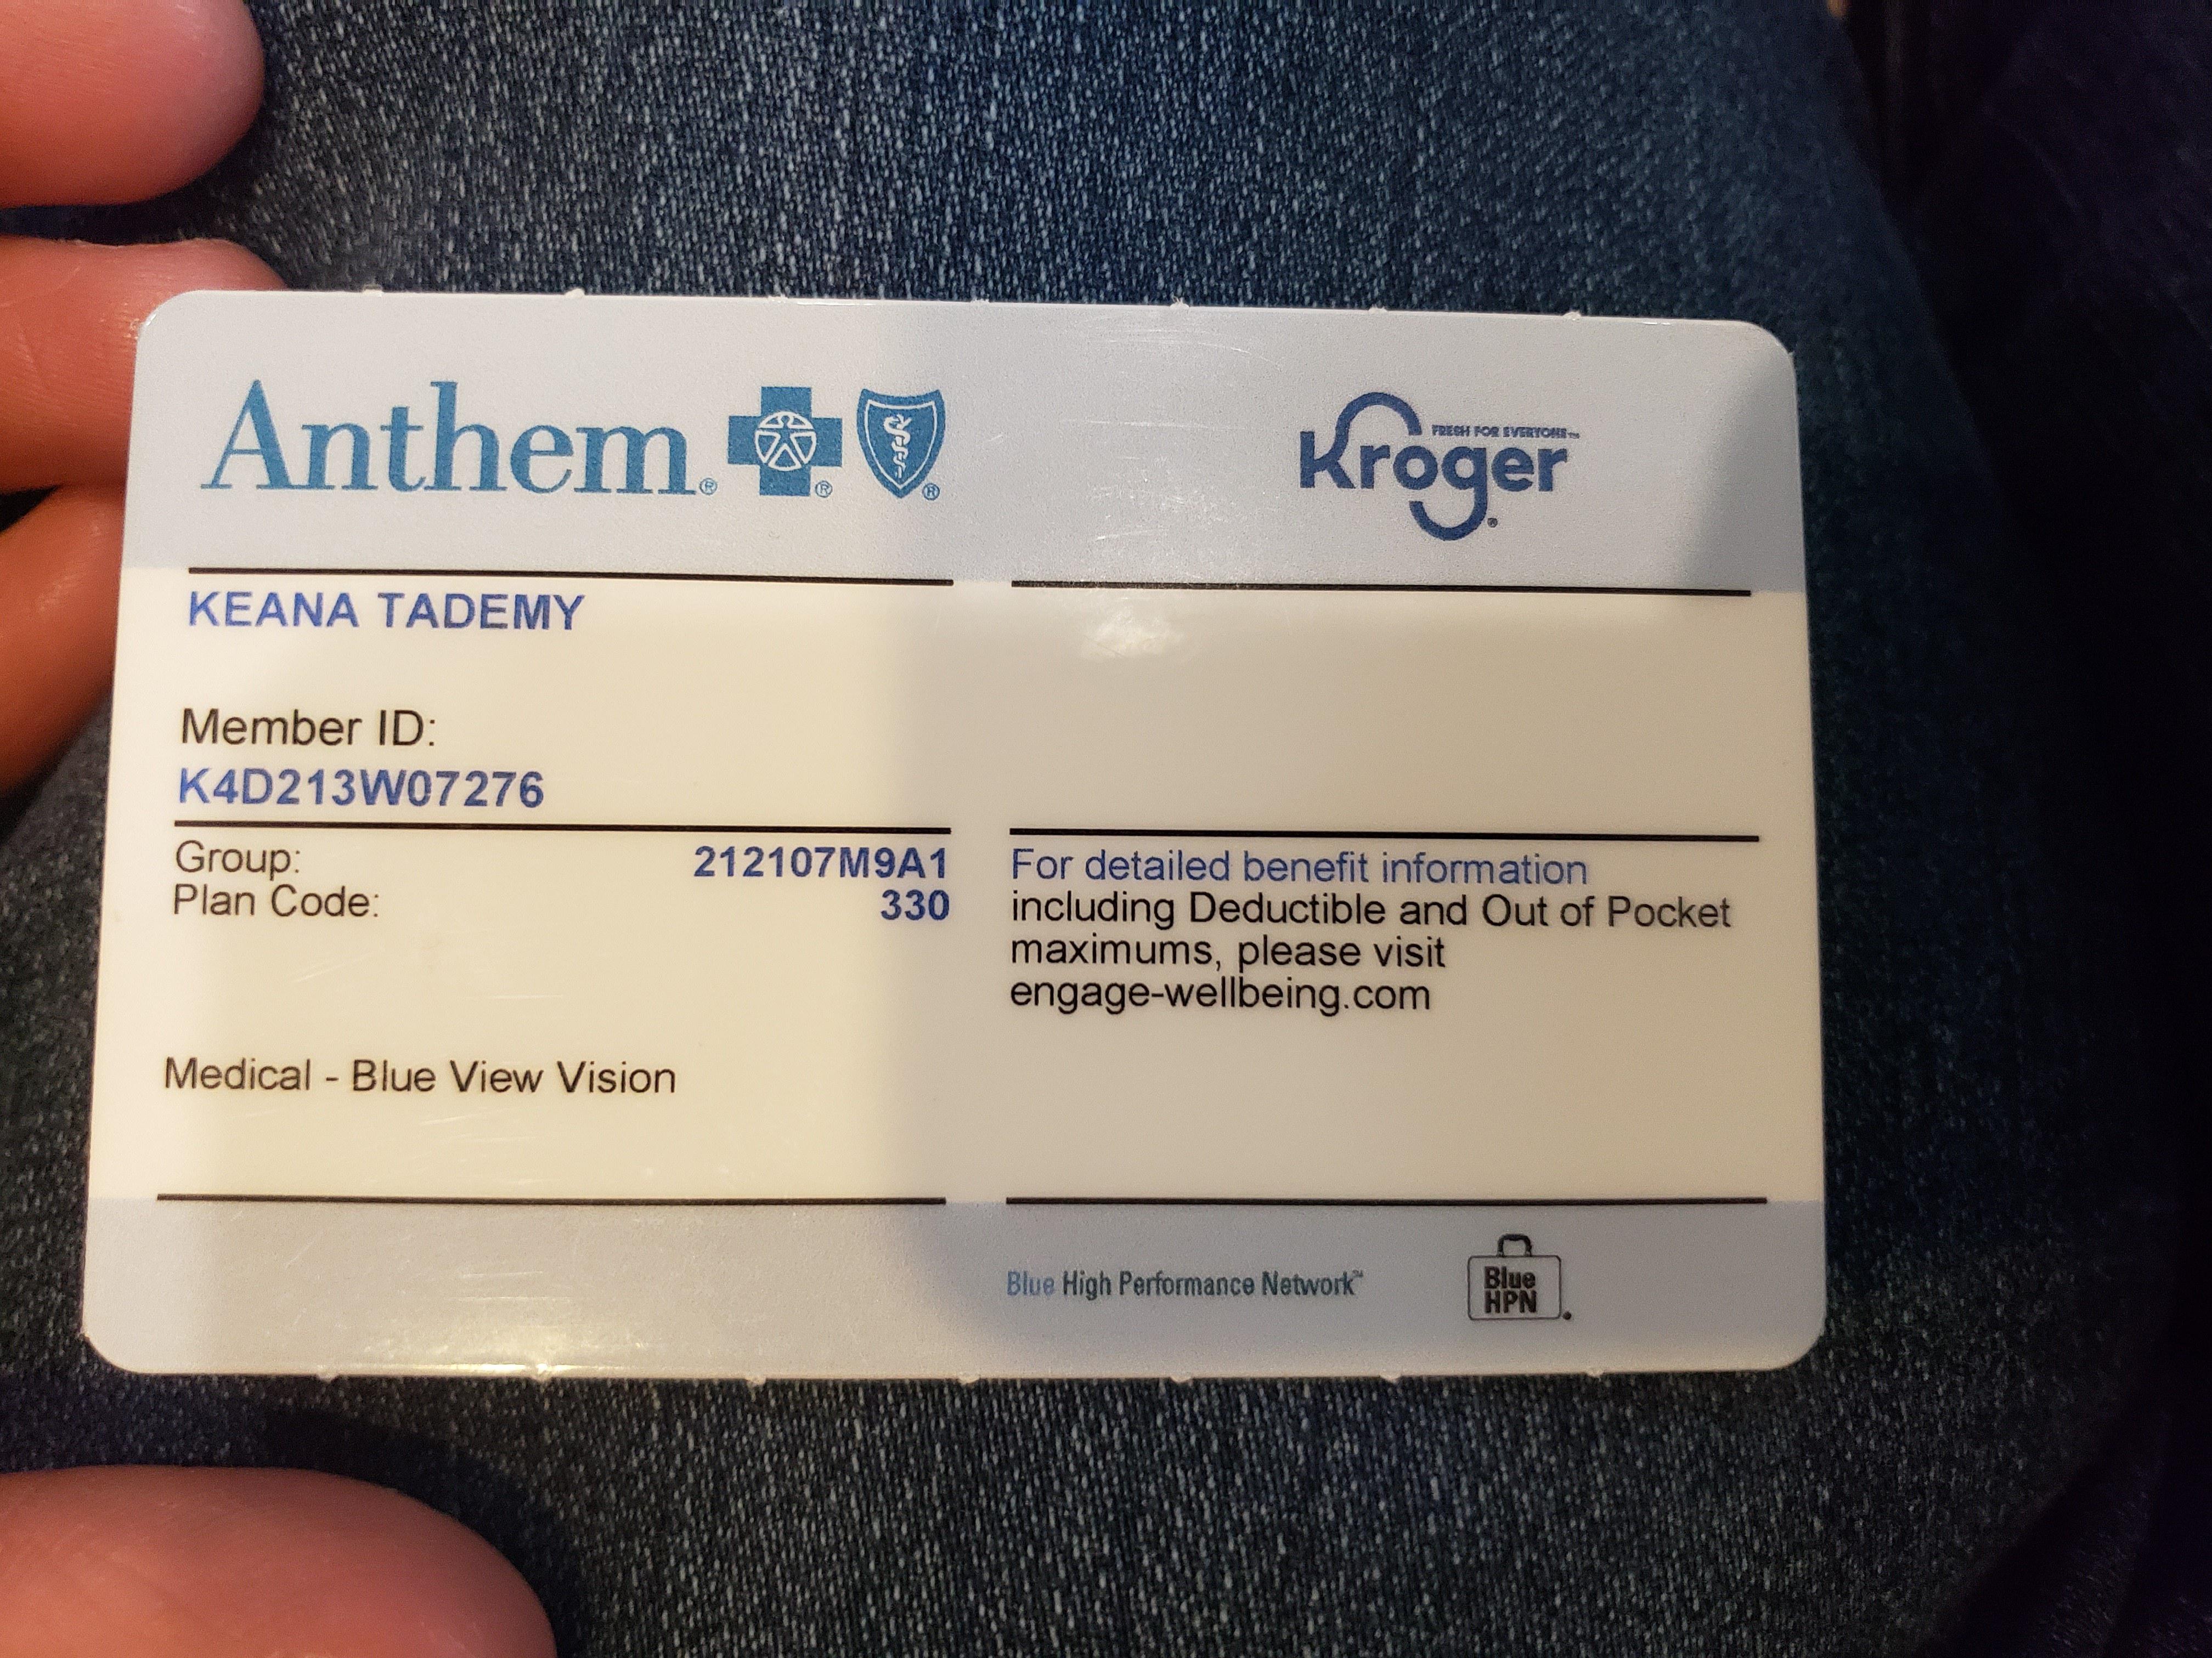 Anthem®
Kroger
FRESH FOR EVERYONE™
KEANA TADEMY
Member ID:
K4D213W07276
Group: 212107M9A1
Plan Code: 330
Medical - Blue View Vision
For detailed benefit information
including Deductible and Out of Pocket
maximums, please visit
engage-wellbeing.com
Blue High Performance Network™
Blue
HPN